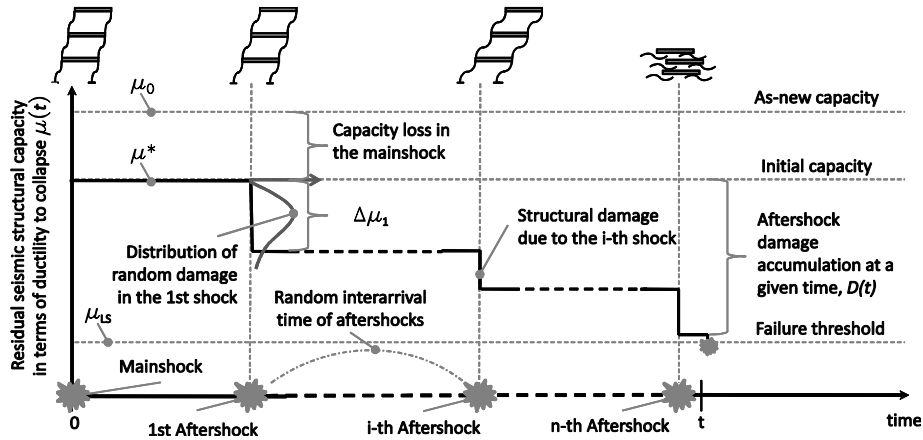 Residual seismic structural capacity
in terms of ductility to collapse μ(t)
μ0
As-new capacity
Capacity loss in
the mainshock
μ*
Initial capacity
Δμ1
Structural damage
due to the i-th shock
Aftershock
damage
accumulation at a
given time, D(t)
Distribution of
random damage
in the 1st shock
Random interarrival
time of aftershocks
μLS
Failure threshold
Mainshock
0
1st Aftershock
i-th Aftershock
n-th Aftershock
t
time